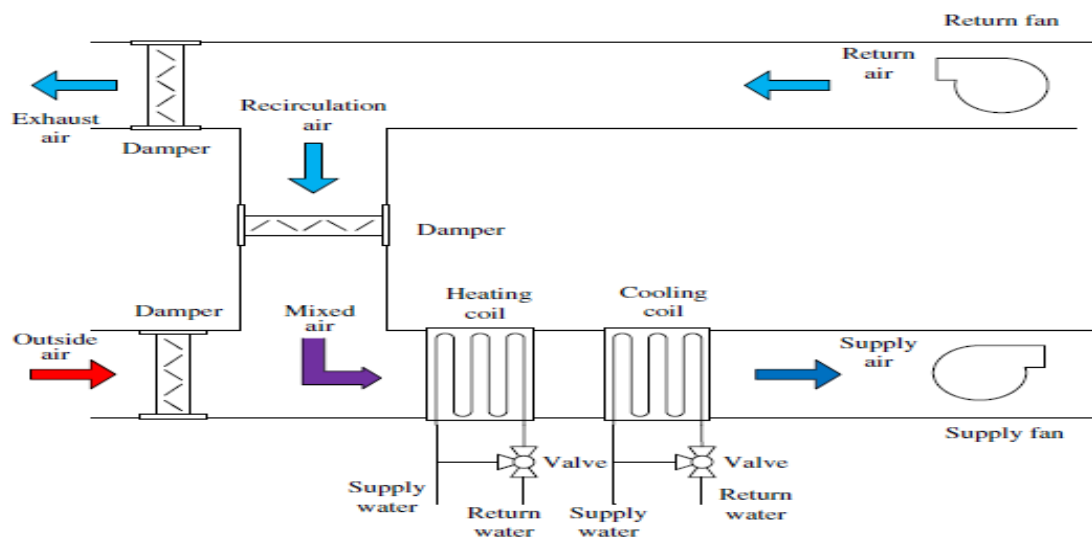 Return fan
Return
air
Exhaust
air
Recirculation
air
Damper
Damper
Damper
Outside
air
Mixed
air
Heating
coil
Cooling
coil
Supply
air
Supply fan
Valve
Valve
Supply
water
Return
water
Supply
water
Return
water